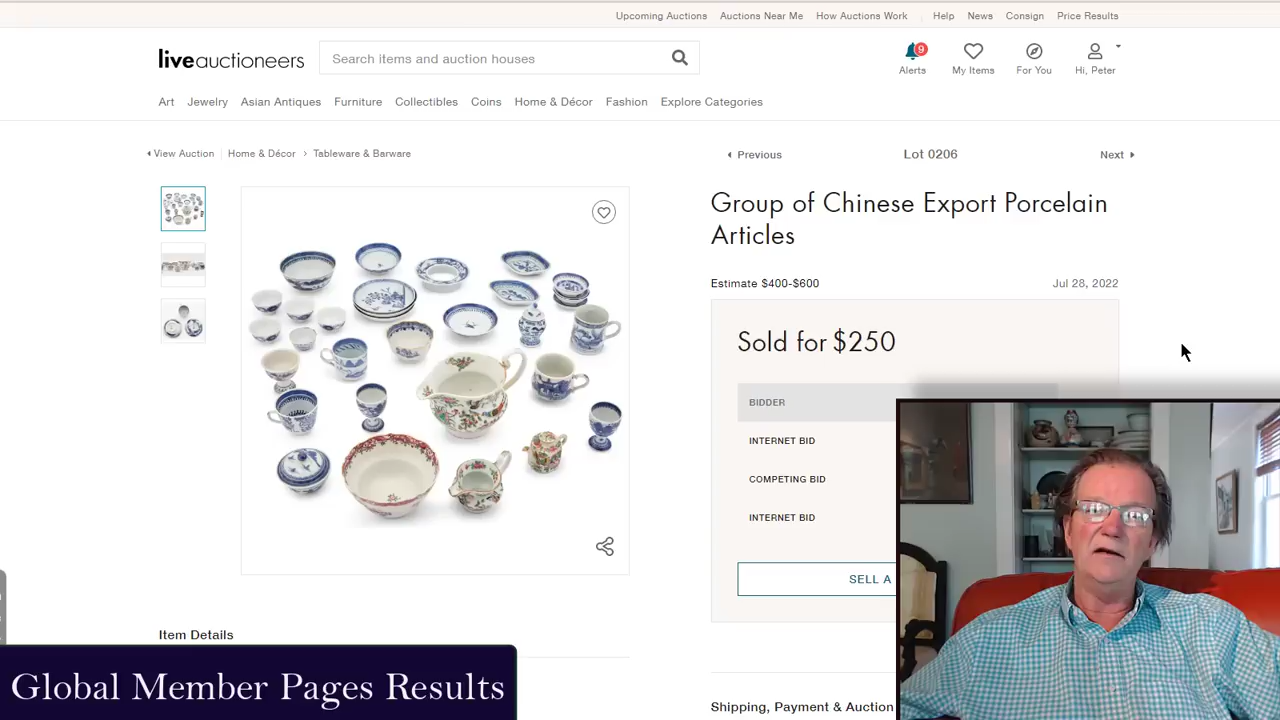 Upcoming Auctions Auctions Near Me How Auctions Work Help News Consign Price Results
liveauctioneers
Search items and auction houses
9
Alerts My Items For You Hi, Peter
Art Jewelry Asian Antiques Furniture Collectibles Coins Home & Décor Fashion Explore Categories
View Auction Home & Décor Tableware & Barware
Previous Lot 0206 Next
Group of Chinese Export Porcelain
Articles
Estimate $400-$600 Jul 28, 2022
Sold for $250
BIDDER
INTERNET BID
COMPETING BID
INTERNET BID
SELL A
Item Details
Shipping, Payment & Auction
Global Member Pages Results